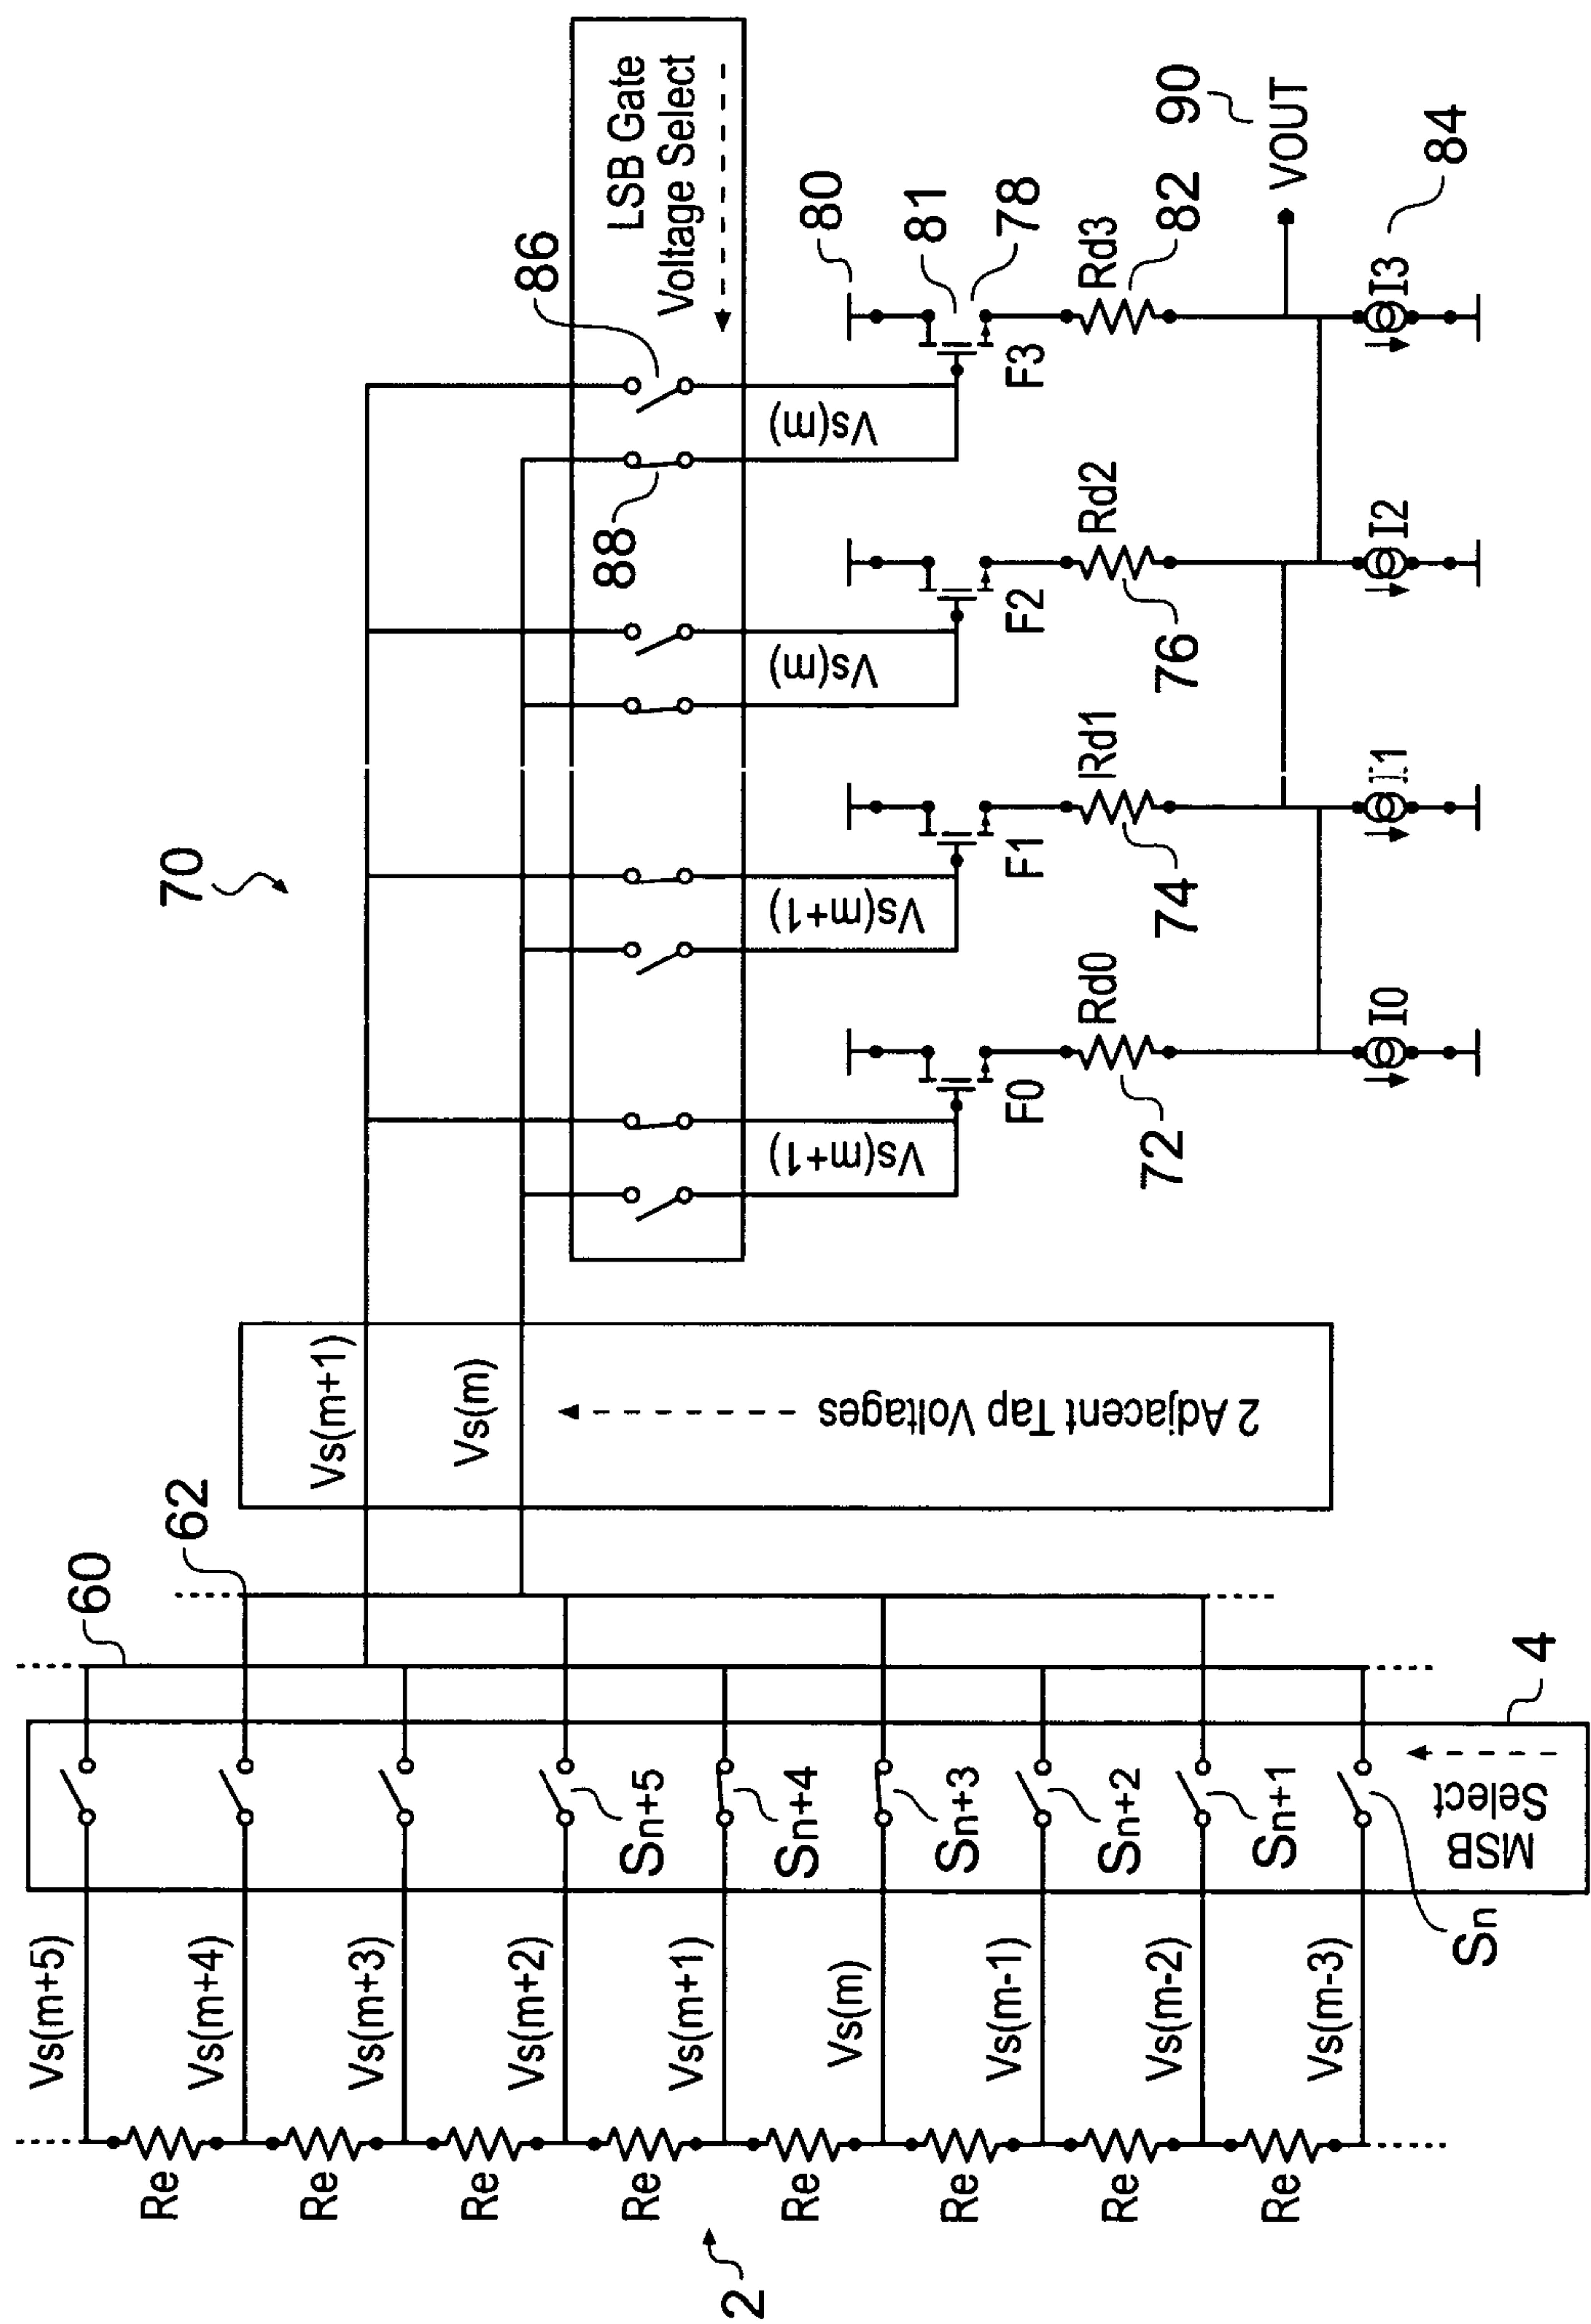 2
Re
Re
Re
Re
Re
Re
Re
Re
Vs(m+5)
Vs(m+4)
Vs(m+3)
Vs(m+2)
Vs(m+1)
Vs(m)
Vs(m-1)
Vs(m-2)
Vs(m-3)
Sn+5
Sn+4
Sn+3
Sn+2
Sn+1
Sn
MSB
Select
4
60
62
Vs(m+1)
Vs(m)
2 Adjacent Tap Voltages
70
LSB Gate
Voltage Select
86
88
Vs(m+1)
Vs(m+1)
Vs(m)
Vs(m)
80
81
78
F0
F1
F2
F3
Rd0
Rd1
Rd2
Rd3
72
74
76
82
90
VOUT
I0
I1
I2
I3
84